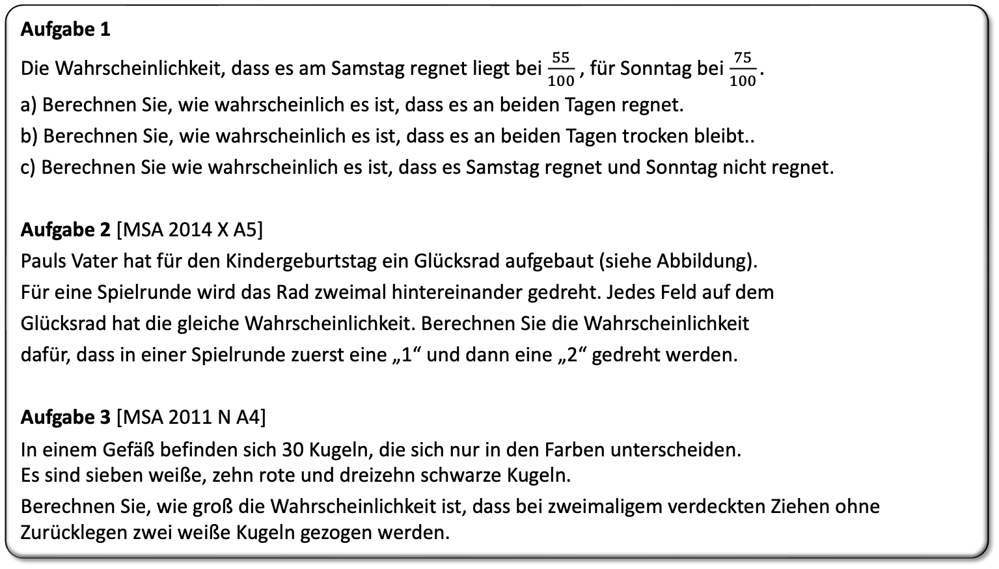 Aufgabe 1
Die Wahrscheinlichkeit, dass es am Samstag regnet liegt bei 55/100 , für Sonntag bei 75/100.
a) Berechnen Sie, wie wahrscheinlich es ist, dass es an beiden Tagen regnet.
b) Berechnen Sie, wie wahrscheinlich es ist, dass es an beiden Tagen trocken bleibt..
c) Berechnen Sie wie wahrscheinlich es ist, dass es Samstag regnet und Sonntag nicht regnet.
Aufgabe 2 [MSA 2014 X A5]
Pauls Vater hat für den Kindergeburtstag ein Glücksrad aufgebaut (siehe Abbildung).
Für eine Spielrunde wird das Rad zweimal hintereinander gedreht. Jedes Feld auf dem
Glücksrad hat die gleiche Wahrscheinlichkeit. Berechnen Sie die Wahrscheinlichkeit
dafür, dass in einer Spielrunde zuerst eine „1“ und dann eine „2“ gedreht werden.
Aufgabe 3 [MSA 2011 N A4]
In einem Gefäß befinden sich 30 Kugeln, die sich nur in den Farben unterscheiden.
Es sind sieben weiße, zehn rote und dreizehn schwarze Kugeln.
Berechnen Sie, wie groß die Wahrscheinlichkeit ist, dass bei zweimaligem verdeckten Ziehen ohne
Zurücklegen zwei weiße Kugeln gezogen werden.